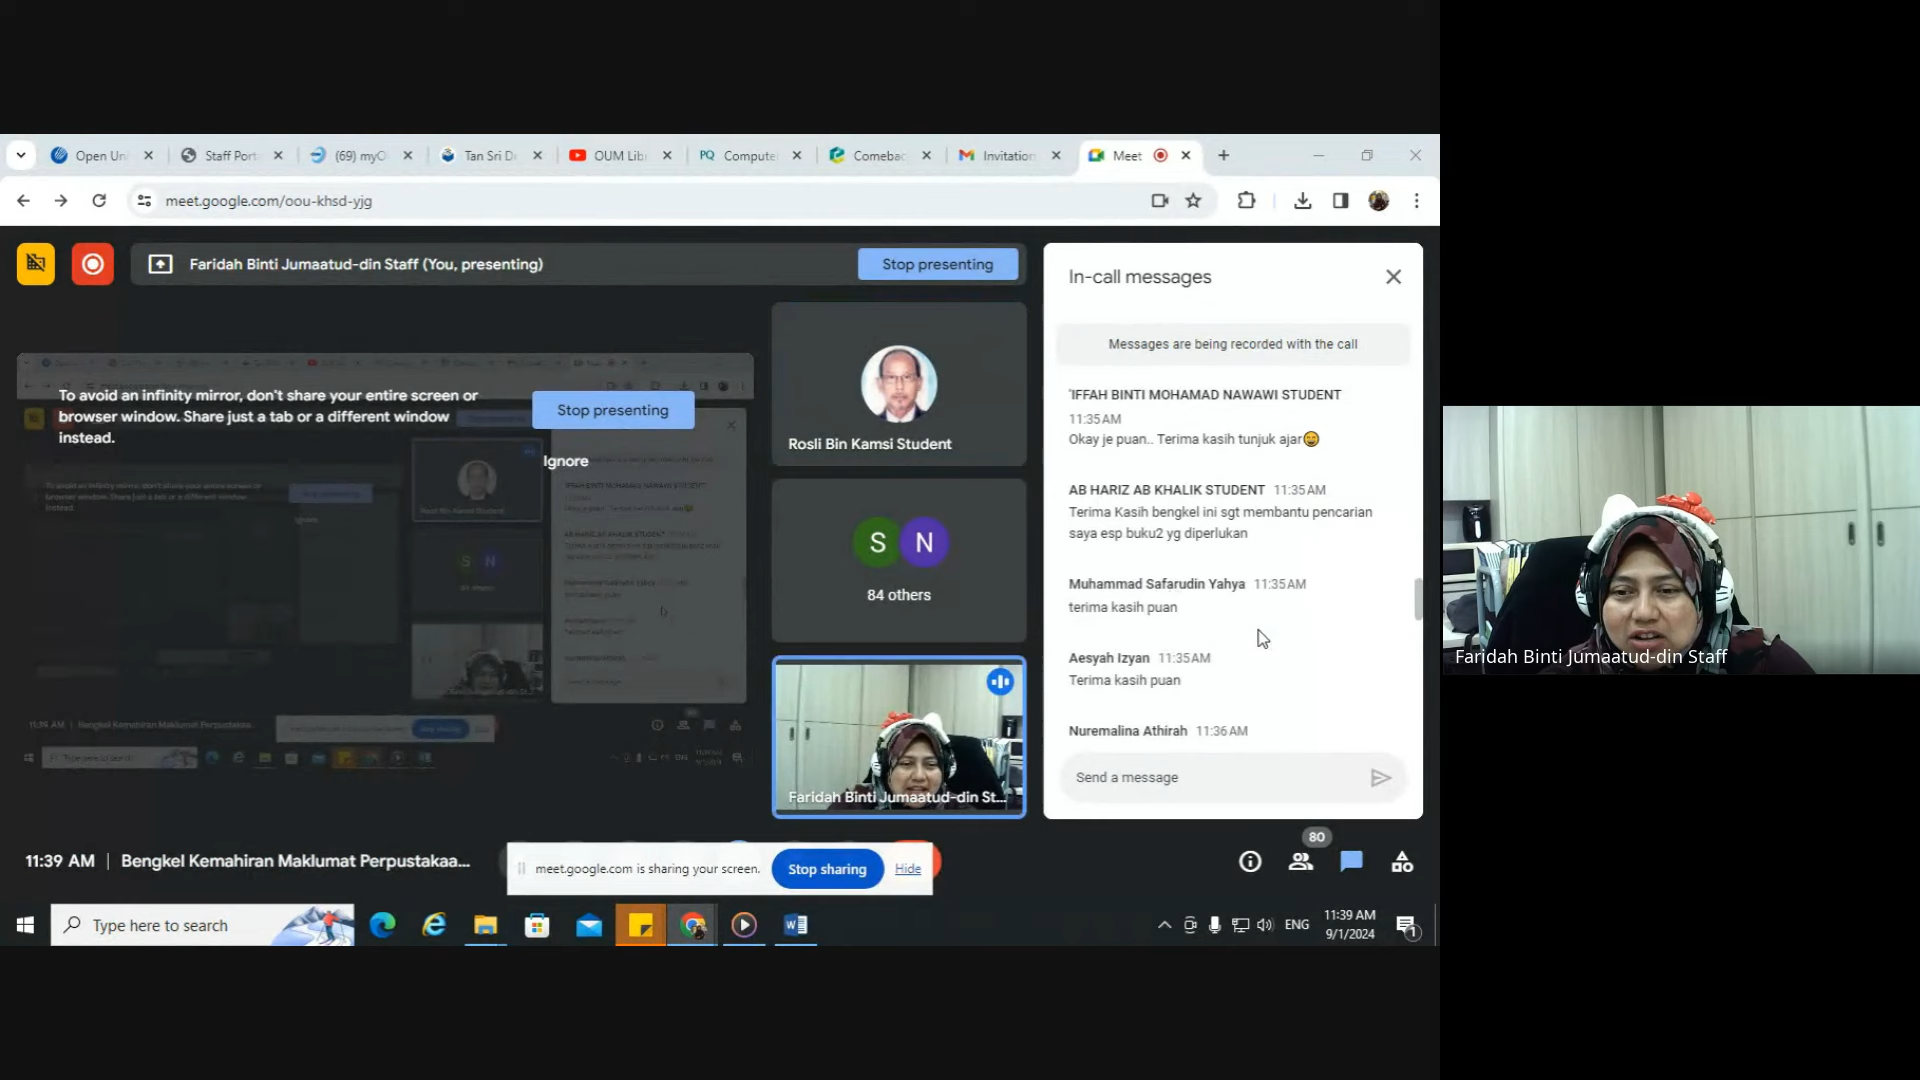 Open Un
Staff Port
(69) myO
Tan Sri D
OUM Lib
PQ Compute
Comebac
Invitation
Meet
meet.google.com/oou-khsd-yjg
Faridah Binti Jumaatud-din Staff (You, presenting)
Stop presenting
To avoid an infinity mirror, don't share your entire screen or
browser window. Share just a tab or a different window
instead.
Stop presenting
Ignore
Rosli Bin Kamsi Student
S N
84 others
Faridah Binti Jumaatud-din St...
In-call messages
Messages are being recorded with the call
'IFFAH BINTI MOHAMAD NAWAWI STUDENT
11:35 AM
Okay je puan.. Terima kasih tunjuk ajar😄
AB HARIZ AB KHALIK STUDENT 11:35 AM
Terima Kasih bengkel ini sgt membantu pencarian
saya esp buku2 yg diperlukan
Muhammad Safarudin Yahya 11:35 AM
terima kasih puan
Aesyah Izyan 11:35 AM
Terima kasih puan
Nuremalina Athirah 11:36 AM
Send a message
Faridah Binti Jumaatud-din Staff
11:39 AM | Bengkel Kemahiran Maklumat Perpustakaa...
meet.google.com is sharing your screen.
Stop sharing
Hide
80
Type here to search
ENG
11:39 AM
9/1/2024
1